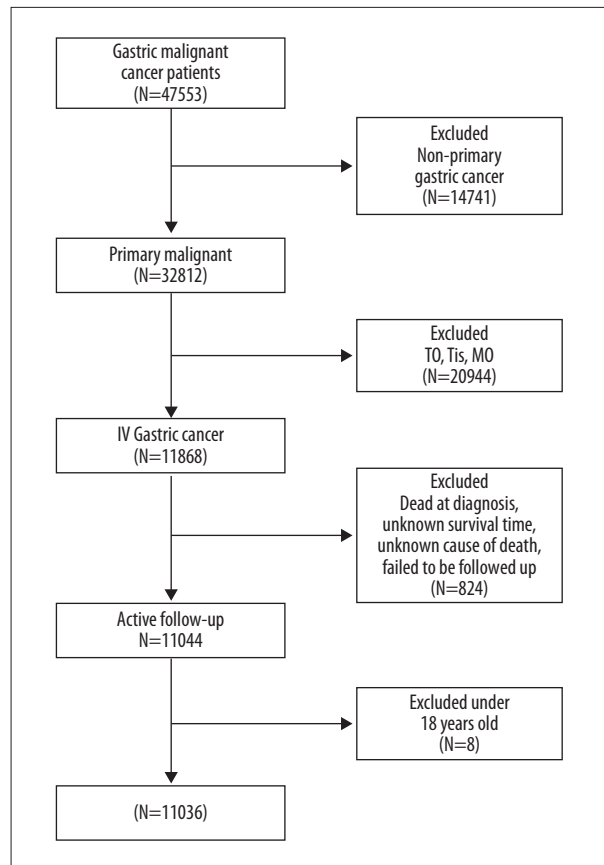 Gastric malignant
cancer patients
(N=47553)
Excluded
Non-primary
gastric cancer
(N=14741)
Primary malignant
(N=32812)
Excluded
TO, Tis, MO
(N=20944)
IV Gastric cancer
(N=11868)
Excluded
Dead at diagnosis,
unknown survival time,
unknown cause of death,
failed to be followed up
(N=824)
Active follow-up
N=11044
Excluded under
18 years old
(N=8)
(N=11036)